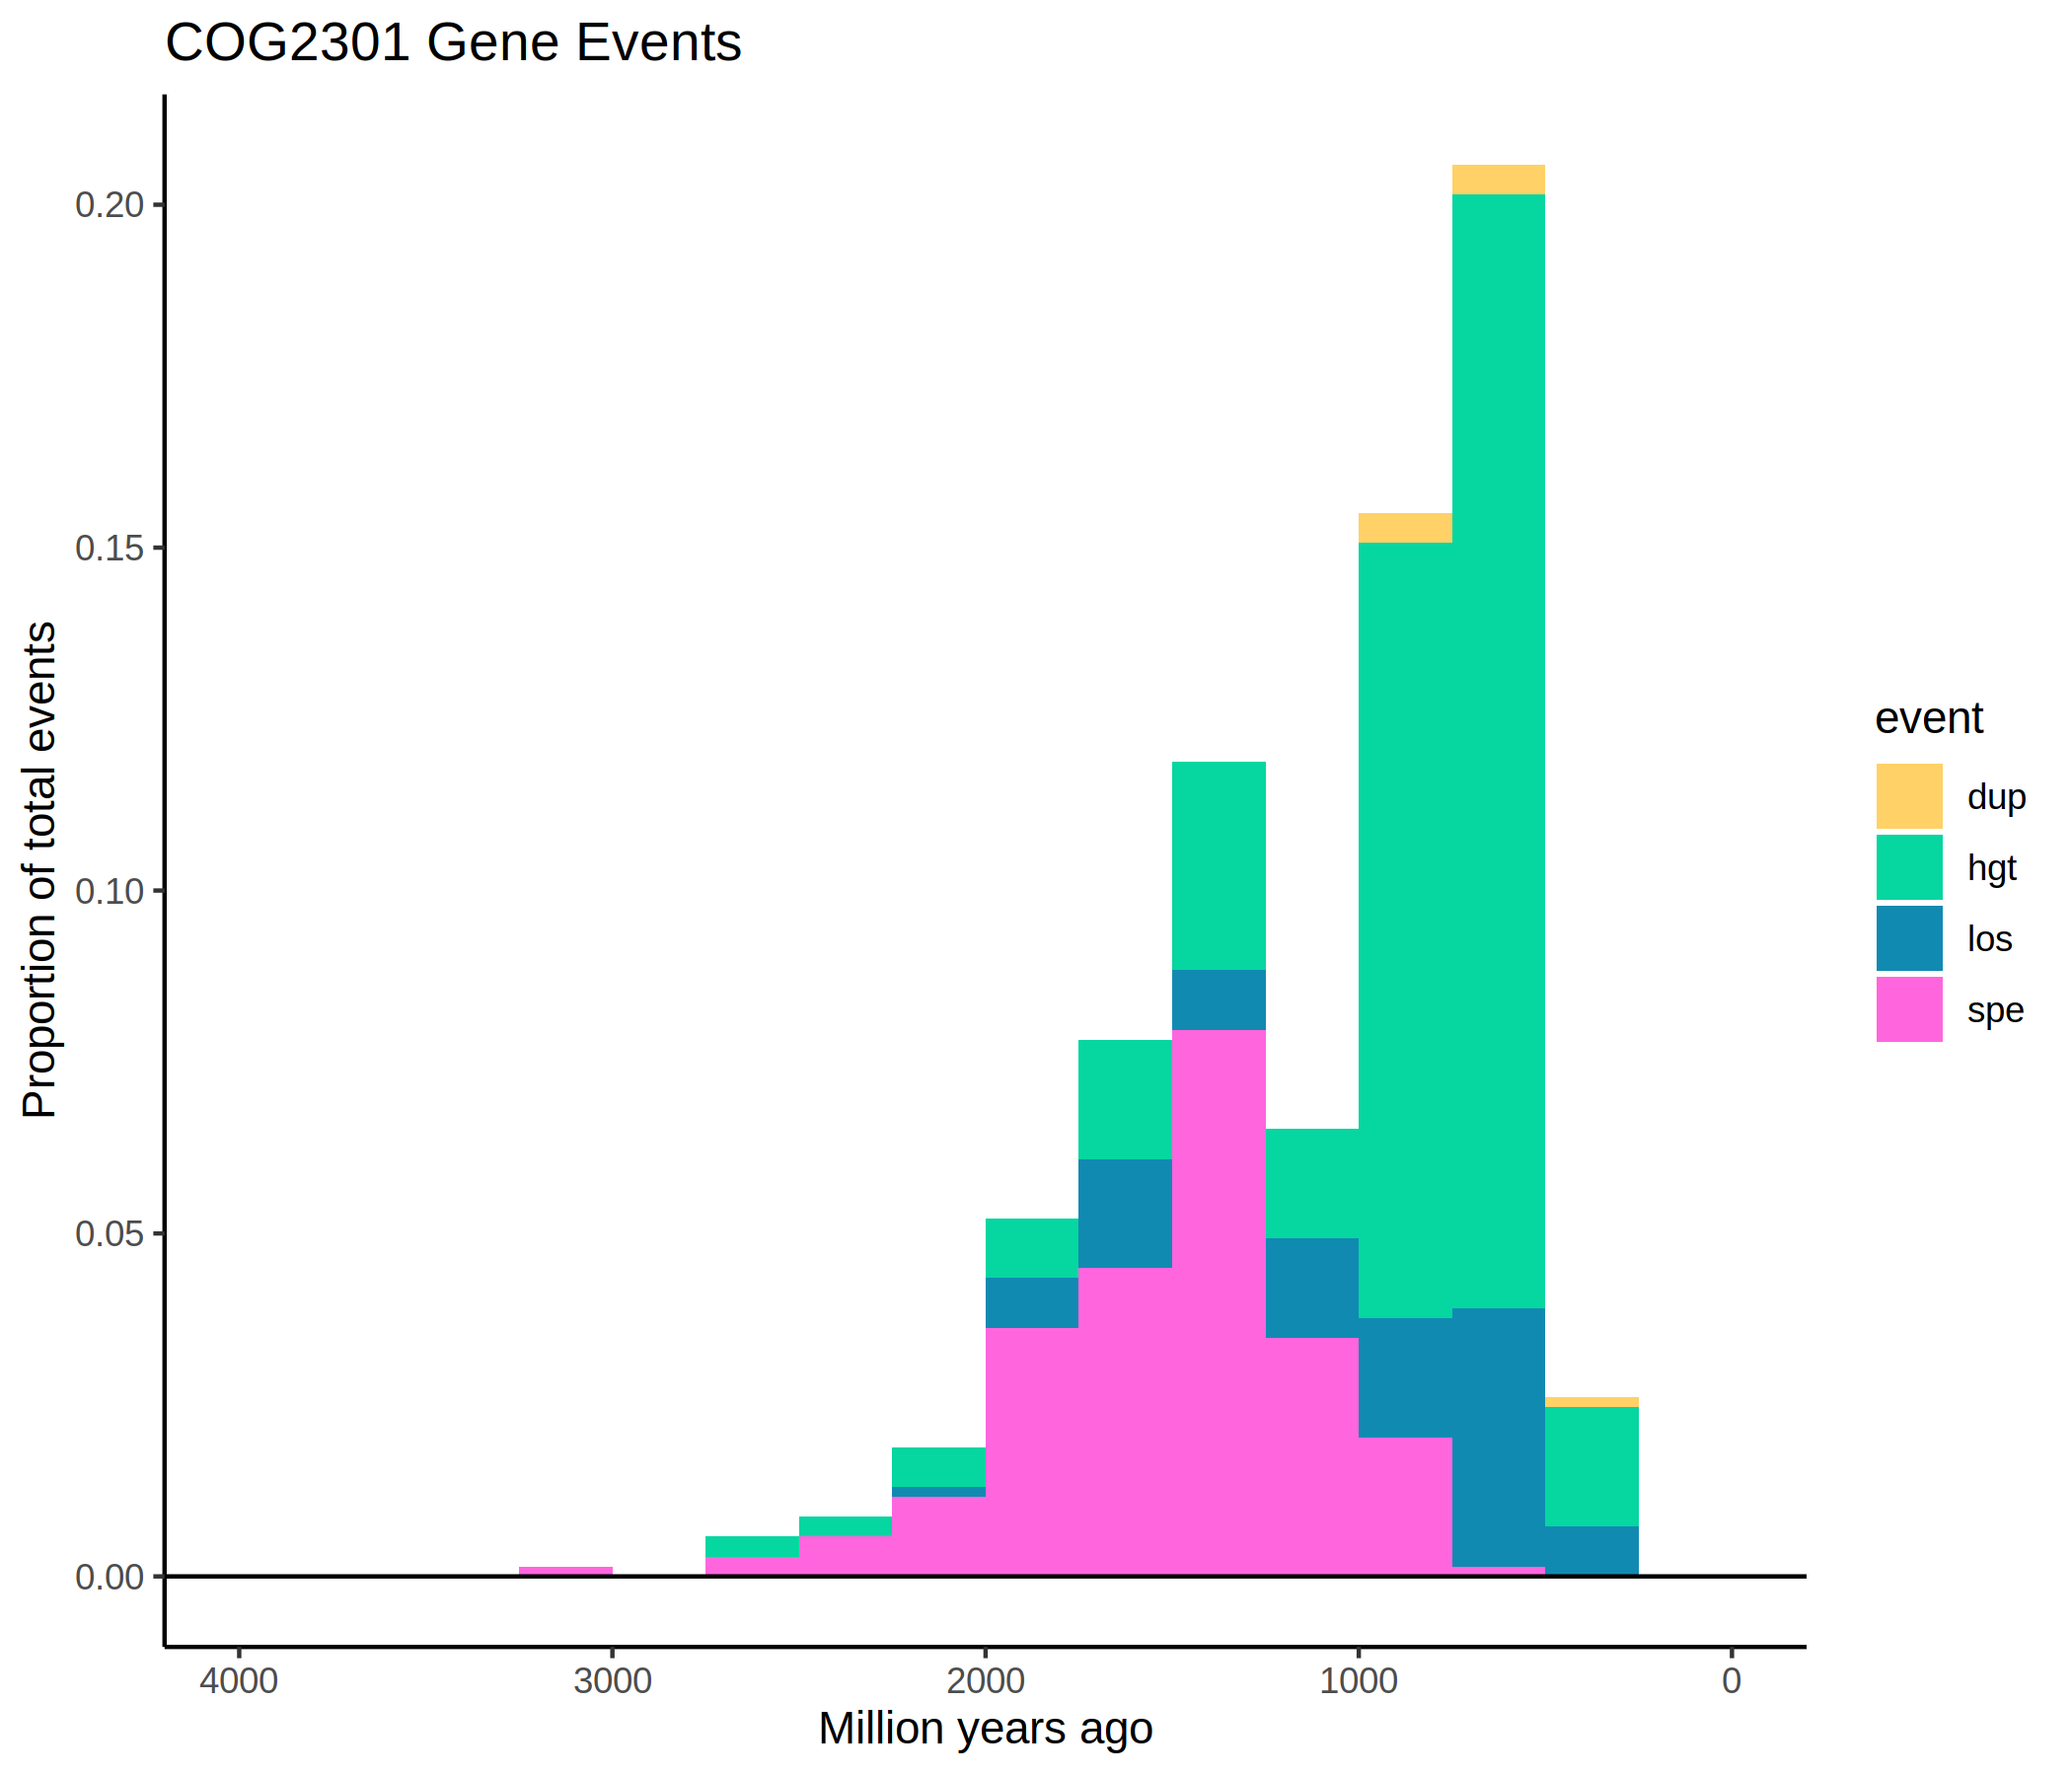 COG2301 Gene Events
Proportion of total events
0.20
0.15
0.10
0.05
0.00
4000 3000 2000 1000 0
Million years ago
event
dup
hgt
los
spe